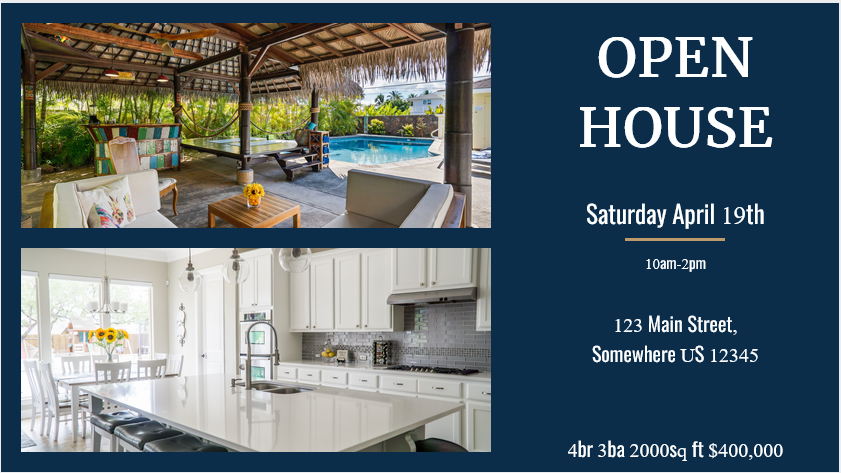 OPEN
HOUSE
Saturday April 19th
10am-2pm
123 Main Street,
Somewhere US 12345
4br 3ba 2000sq ft $400,000